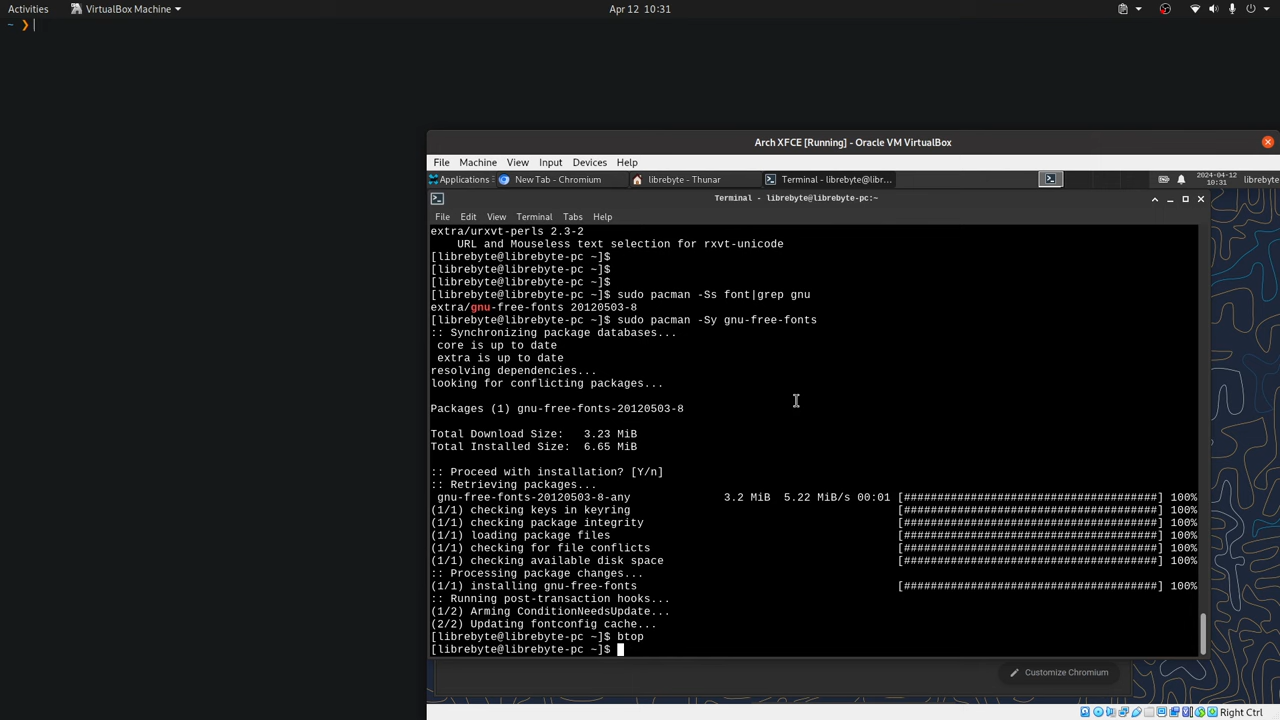 Activities
VirtualBox Machine
Apr 12 10:31
~ ❯
Arch XFCE [Running] - Oracle VM VirtualBox
File Machine View Input Devices Help
Applications
New Tab - Chromium
librebyte - Thunar
Terminal - librebyte@libr...
2024-04-12
10:31
librebyte
Terminal - librebyte@librebyte-pc:~
File Edit View Terminal Tabs Help
extra/urxvt-perls 2.3-2
    URL and Mouseless text selection for rxvt-unicode
[librebyte@librebyte-pc ~]$
[librebyte@librebyte-pc ~]$
[librebyte@librebyte-pc ~]$
[librebyte@librebyte-pc ~]$ sudo pacman -Ss font|grep gnu
extra/gnu-free-fonts 20120503-8
[librebyte@librebyte-pc ~]$ sudo pacman -Sy gnu-free-fonts
:: Synchronizing package databases...
 core is up to date
 extra is up to date
resolving dependencies...
looking for conflicting packages...
Packages (1) gnu-free-fonts-20120503-8
Total Download Size:   3.23 MiB
Total Installed Size:  6.65 MiB
:: Proceed with installation? [Y/n]
:: Retrieving packages...
 gnu-free-fonts-20120503-8-any 3.2 MiB 5.22 MiB/s 00:01 [######################################] 100%
(1/1) checking keys in keyring [######################################] 100%
(1/1) checking package integrity [######################################] 100%
(1/1) loading package files [######################################] 100%
(1/1) checking for file conflicts [######################################] 100%
(1/1) checking available disk space [######################################] 100%
:: Processing package changes...
(1/1) installing gnu-free-fonts [######################################] 100%
:: Running post-transaction hooks...
(1/2) Arming ConditionNeedsUpdate...
(2/2) Updating fontconfig cache...
[librebyte@librebyte-pc ~]$ btop
[librebyte@librebyte-pc ~]$
Customize Chromium
Right Ctrl